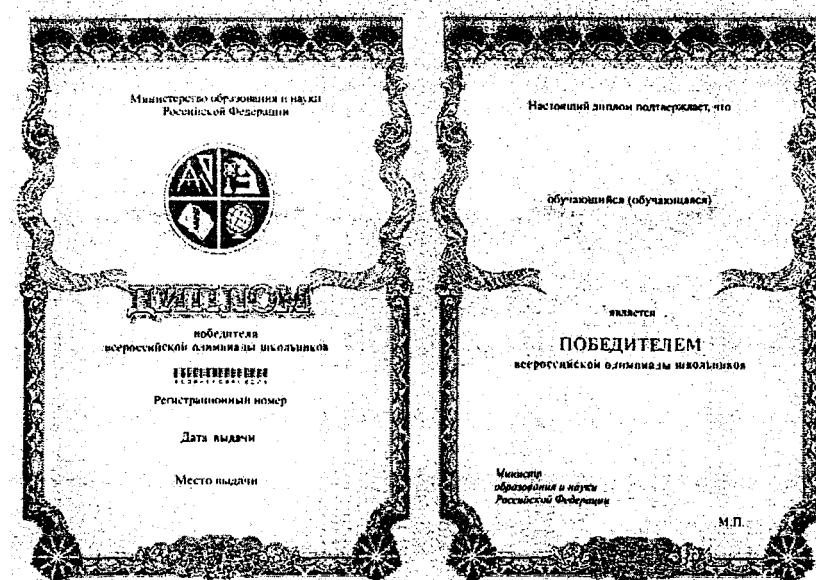 Министерство образования и науки
Российской Федерации
ДИПЛОМ
победителя
всероссийской олимпиады школьников
Регистрационный номер
Дата выдачи
Место выдачи
Настоящий диплом подтверждает, что
обучающийся (обучающаяся)
является
ПОБЕДИТЕЛЕМ
всероссийской олимпиады школьников
Министр
образования и науки
Российской Федерации
М.П.